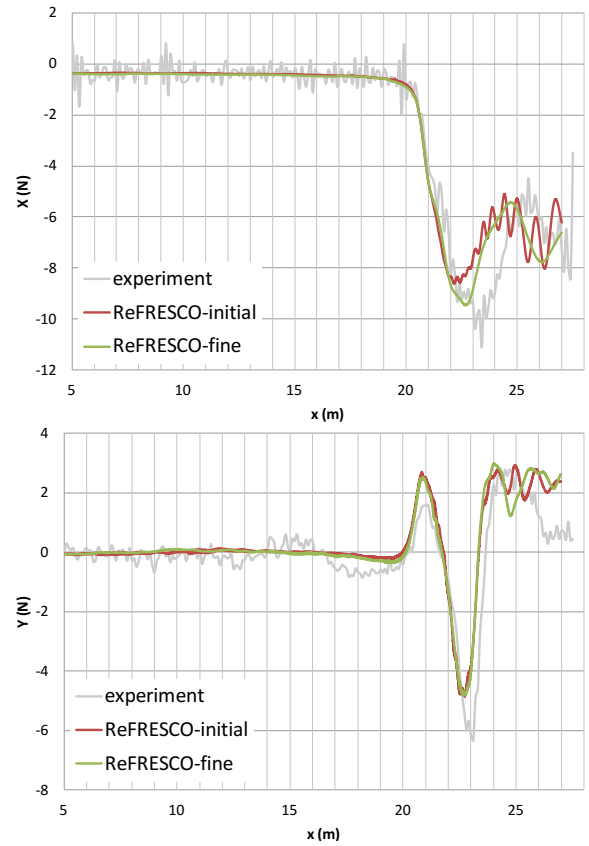 2
0
-2
-4
-6
-8
-10
-12
X (N)
experiment
ReFRESCO-initial
ReFRESCO-fine
5 10 15 20 25
x (m)
4
2
0
-2
-4
-6
-8
Y (N)
experiment
ReFRESCO-initial
ReFRESCO-fine
5 10 15 20 25
x (m)